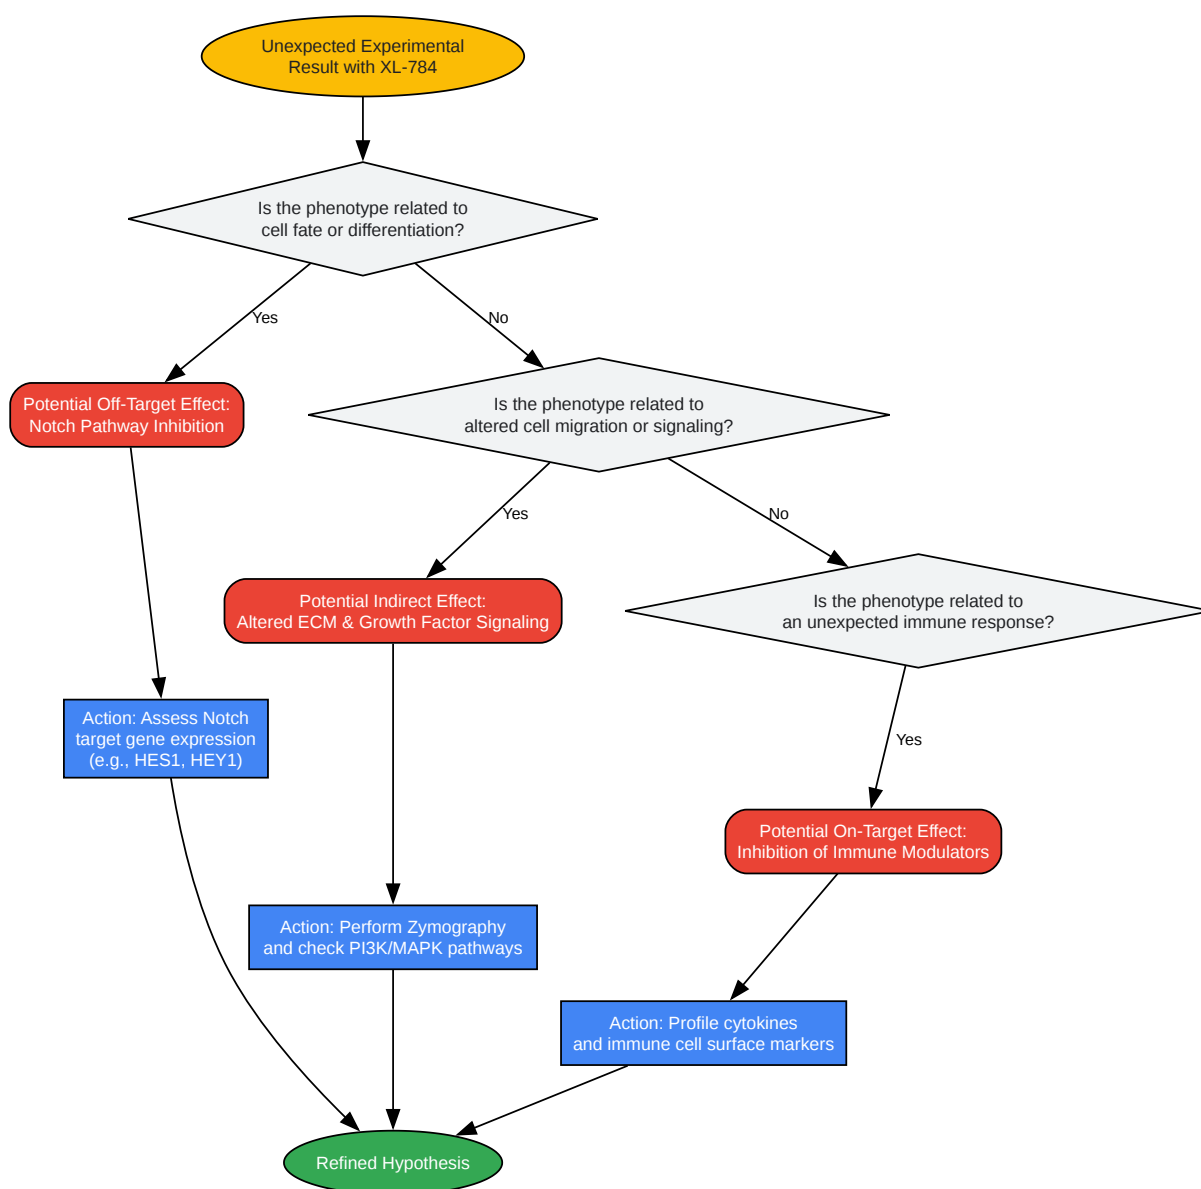 Unexpected Experimental
Result with XL-784
Is the phenotype related to
cell fate or differentiation?
Yes
No
Potential Off-Target Effect:
Notch Pathway Inhibition
Is the phenotype related to
altered cell migration or signaling?
Yes
No
Potential Indirect Effect:
Altered ECM & Growth Factor Signaling
Is the phenotype related to
an unexpected immune response?
Action: Assess Notch
target gene expression
(e.g., HES1, HEY1)
Yes
Potential On-Target Effect:
Inhibition of Immune Modulators
Action: Perform Zymography
and check PI3K/MAPK pathways
Action: Profile cytokines
and immune cell surface markers
Refined Hypothesis